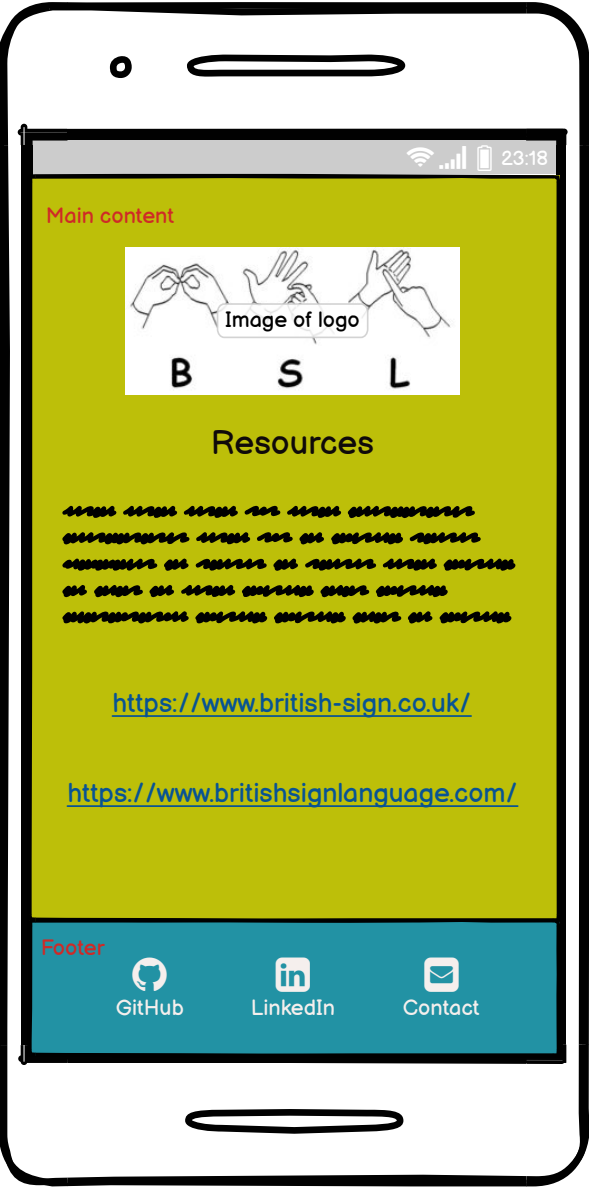 23:18
Main content
Image of logo
B S L
Resources
https://www.british-sign.co.uk/
https://www.britishsignlanguage.com/
Footer
in
GitHub LinkedIn Contact